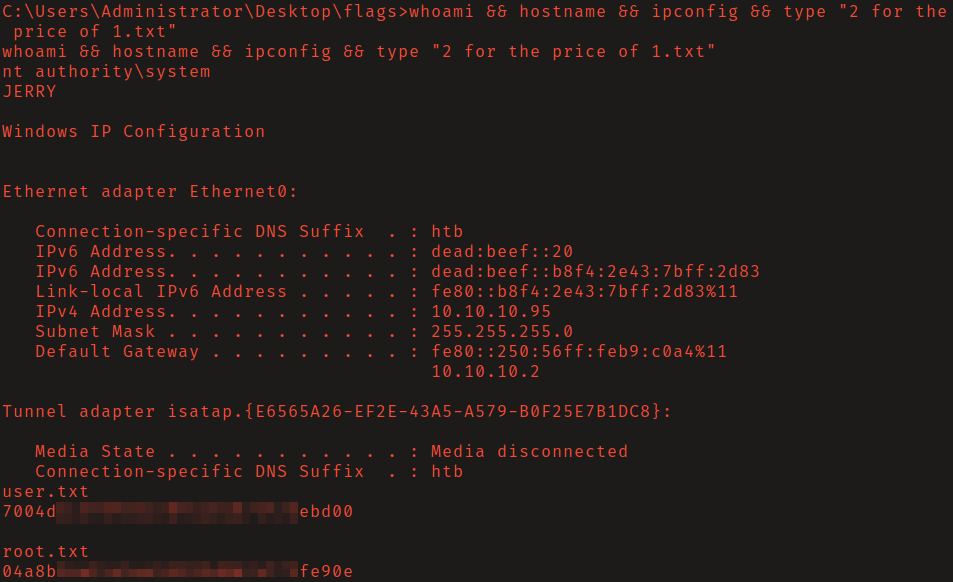 C:\Users\Administrator\Desktop\flags>whoami && hostname && ipconfig && type "2 for the
 price of 1.txt"
whoami && hostname && ipconfig && type "2 for the price of 1.txt"
nt authority\system
JERRY
Windows IP Configuration
Ethernet adapter Ethernet0:
   Connection-specific DNS Suffix  . : htb
   IPv6 Address. . . . . . . . . . . : dead:beef::20
   IPv6 Address. . . . . . . . . . . : dead:beef::b8f4:2e43:7bff:2d83
   Link-local IPv6 Address . . . . . : fe80::b8f4:2e43:7bff:2d83%11
   IPv4 Address. . . . . . . . . . . : 10.10.10.95
   Subnet Mask . . . . . . . . . . . : 255.255.255.0
   Default Gateway . . . . . . . . . : fe80::250:56ff:feb9:c0a4%11
                                       10.10.10.2
Tunnel adapter isatap.{E6565A26-EF2E-43A5-A579-B0F25E7B1DC8}:
   Media State . . . . . . . . . . . : Media disconnected
   Connection-specific DNS Suffix  . : htb
user.txt
7004d ebd00
root.txt
04a8b fe90e